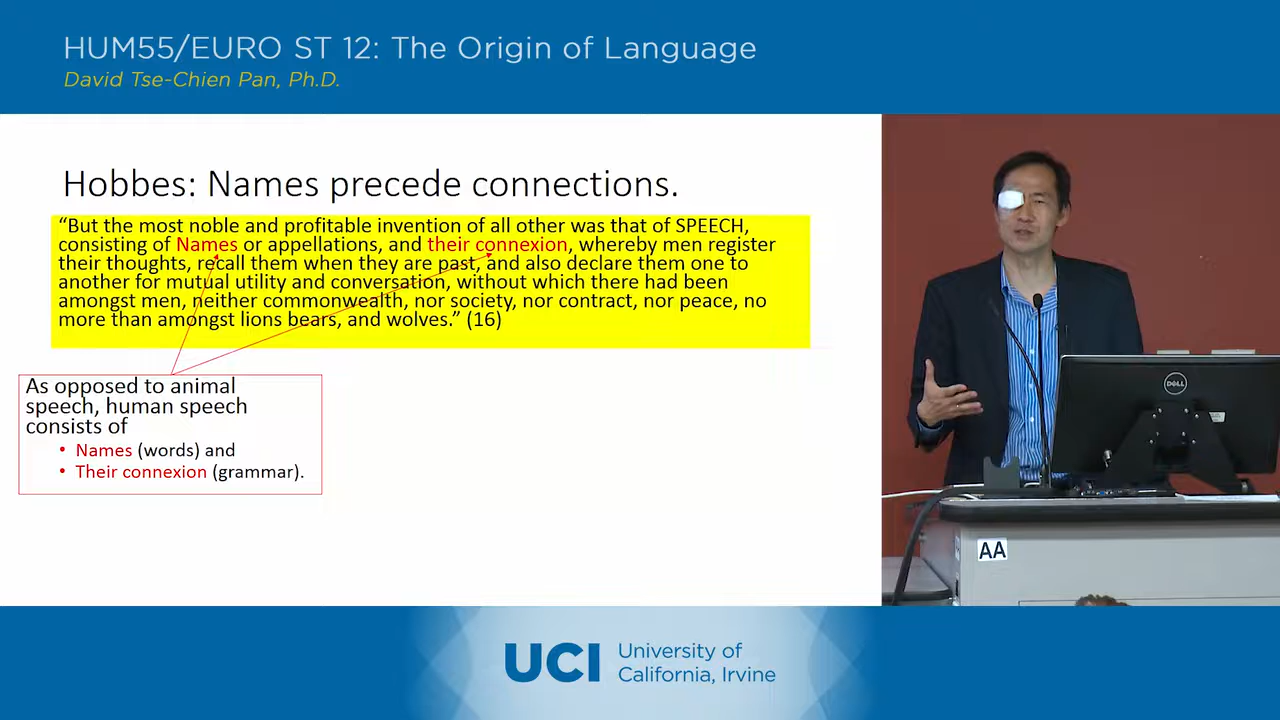 HUM55/EURO ST 12: The Origin of Language
David Tse-Chien Pan, Ph.D.
Hobbes: Names precede connections.
“But the most noble and profitable invention of all other was that of SPEECH,
consisting of Names or appellations, and their connexion, whereby men register
their thoughts, recall them when they are past, and also declare them one to
another for mutual utility and conversation, without which there had been
amongst men, neither commonwealth, nor society, nor contract, nor peace, no
more than amongst lions bears, and wolves.” (16)
As opposed to animal
speech, human speech
consists of
• Names (words) and
• Their connexion (grammar).
DELL
AA
UCI University of
California, Irvine